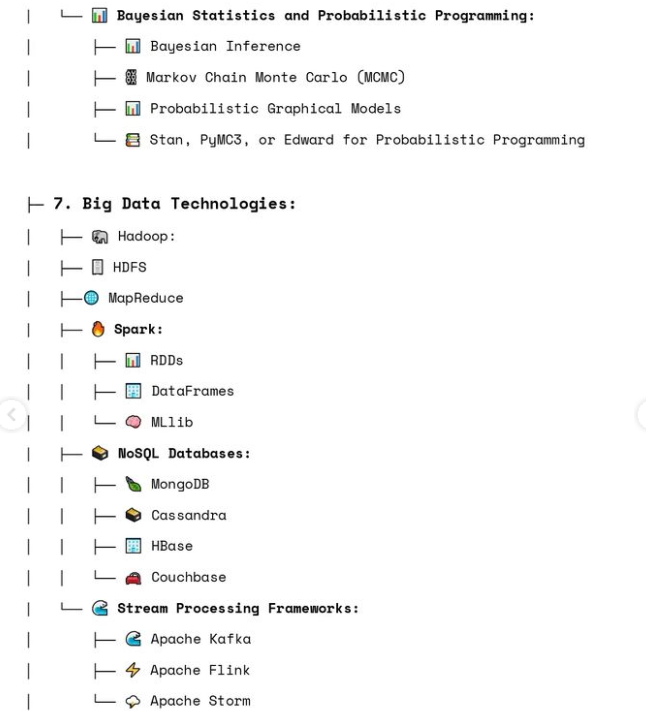 │   └── 📊 Bayesian Statistics and Probabilistic Programming:
│       ├── 📊 Bayesian Inference
│       ├── 🎲 Markov Chain Monte Carlo (MCMC)
│       ├── 📊 Probabilistic Graphical Models
│       └── 📚 Stan, PyMC3, or Edward for Probabilistic Programming
├─ 7. Big Data Technologies:
│   ├── 🐘 Hadoop:
│   ├── 🗄 HDFS
│   ├──🌐 MapReduce
│   ├── 🔥 Spark:
│   │   ├── 📊 RDDs
│   │   ├── DataFrames
│   │   └── 🧠 MLlib
│   ├── NoSQL Databases:
│   │   ├── MongoDB
│   │   ├── Cassandra
│   │   ├── HBase
│   │   └── Couchbase
│   └── 🌊 Stream Processing Frameworks:
│       ├── 🌊 Apache Kafka
│       ├── ⚡ Apache Flink
│       └── Apache Storm